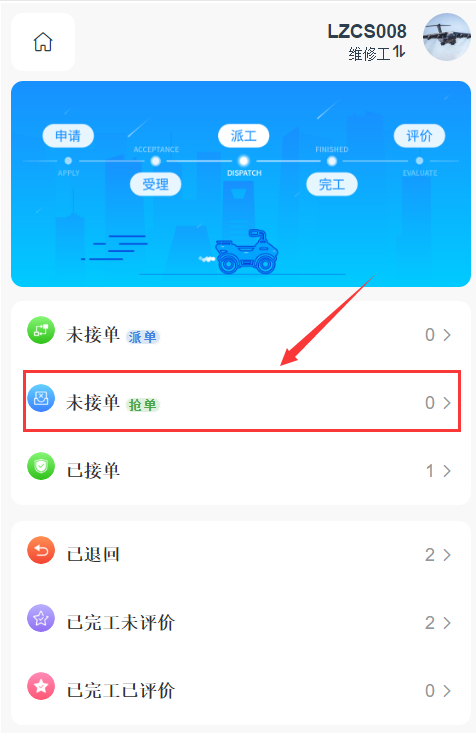 LZCS008
维修工
申请
派工
评价
ACCEPTANCE
FINISHED
APPLY
DISPATCH
EVALUATE
受理
完工
未接单 派单 0
未接单 抢单 0
已接单 1
已退回 2
已完工未评价 2
已完工已评价 0